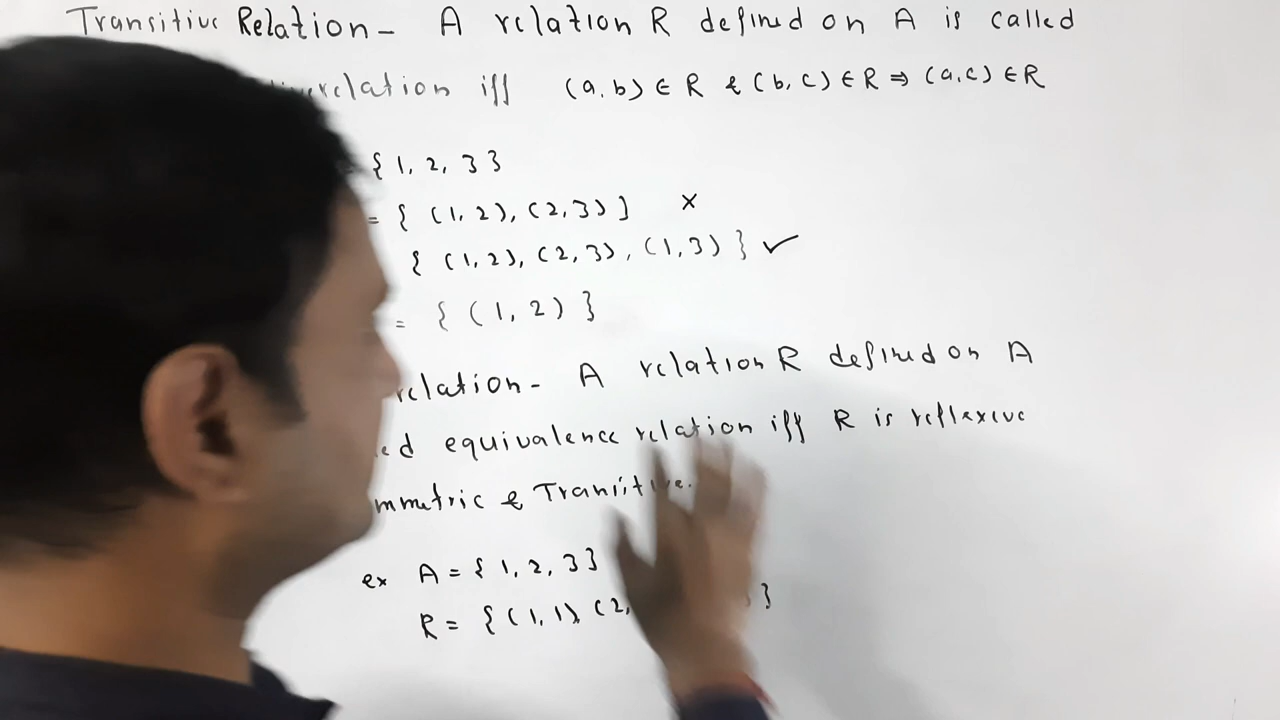 Transitive Relation - A relation R defined on A is called
relation iff (a,b) ∈ R & (b,c) ∈ R ⇒ (a,c) ∈ R
= { 1, 2, 3 }
= { (1,2), (2,3) } ×
{ (1,2), (2,3), (1,3) } ✓
= { (1,2) }
relation - A relation R defined on A
ed equivalence relation iff R is reflexive
mmetric & Transitive.
ex A = { 1, 2, 3 }
R = { (1,1) (2, ) }